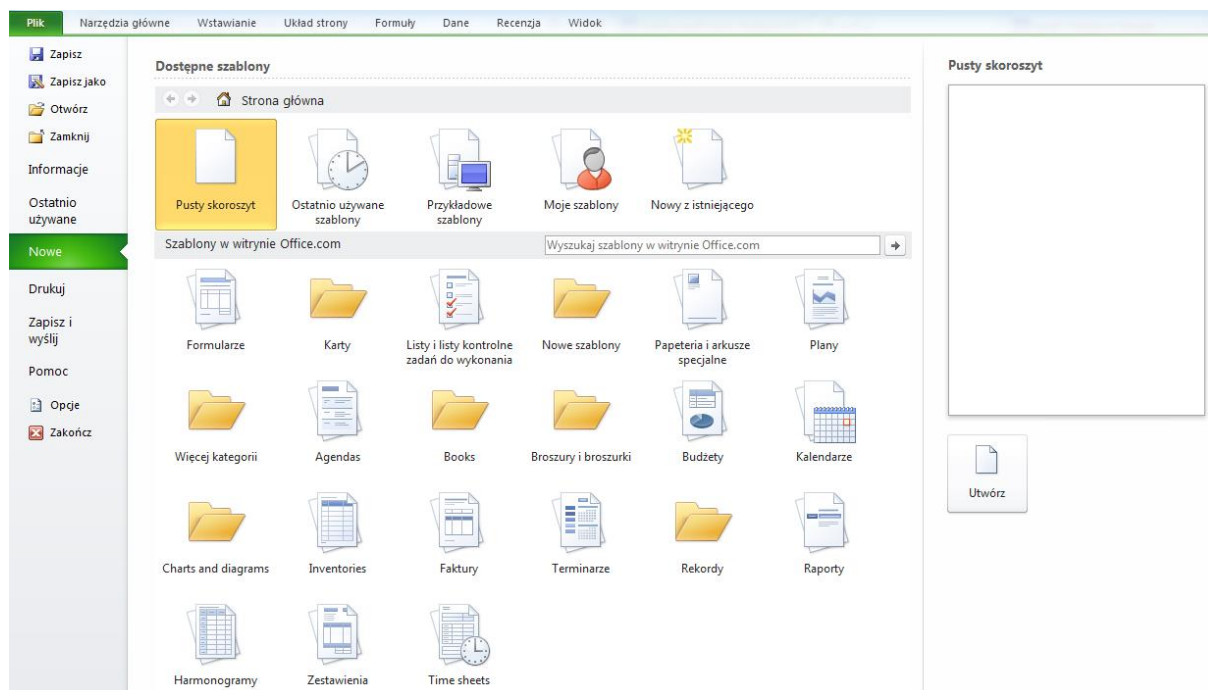 Plik Narzędzia główne Wstawianie Układ strony Formuły Dane Recenzja Widok
Zapisz
Zapisz jako
Otwórz
Zamknij
Informacje
Ostatnio
używane
Nowe
Drukuj
Zapisz i
wyślij
Pomoc
Opcje
Zakończ
Dostępne szablony
Strona główna
Pusty skoroszyt
Ostatnio używane
szablony
Przykładowe
szablony
Moje szablony
Nowy z istniejącego
Szablony w witrynie Office.com
Wyszukaj szablony w witrynie Office.com
Formularze
Karty
Listy i listy kontrolne
zadań do wykonania
Nowe szablony
Papeteria i arkusze
specjalne
Plany
Więcej kategorii
Agendas
Books
Broszury i broszurki
Budżety
Kalendarze
Charts and diagrams
Inventories
Faktury
Terminarze
Rekordy
Raporty
Harmonogramy
Zestawienia
Time sheets
Pusty skoroszyt
Utwórz